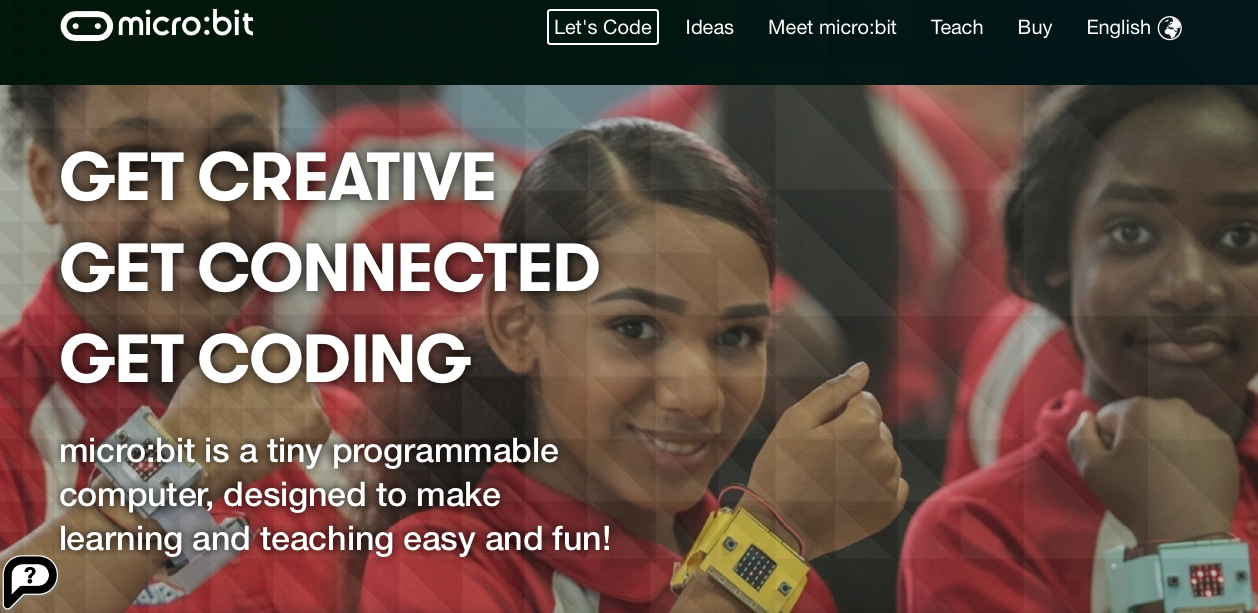 micro:bit
Let's Code Ideas Meet micro:bit Teach Buy English
GET CREATIVE
GET CONNECTED
GET CODING
micro:bit is a tiny programmable
computer, designed to make
learning and teaching easy and fun!
?